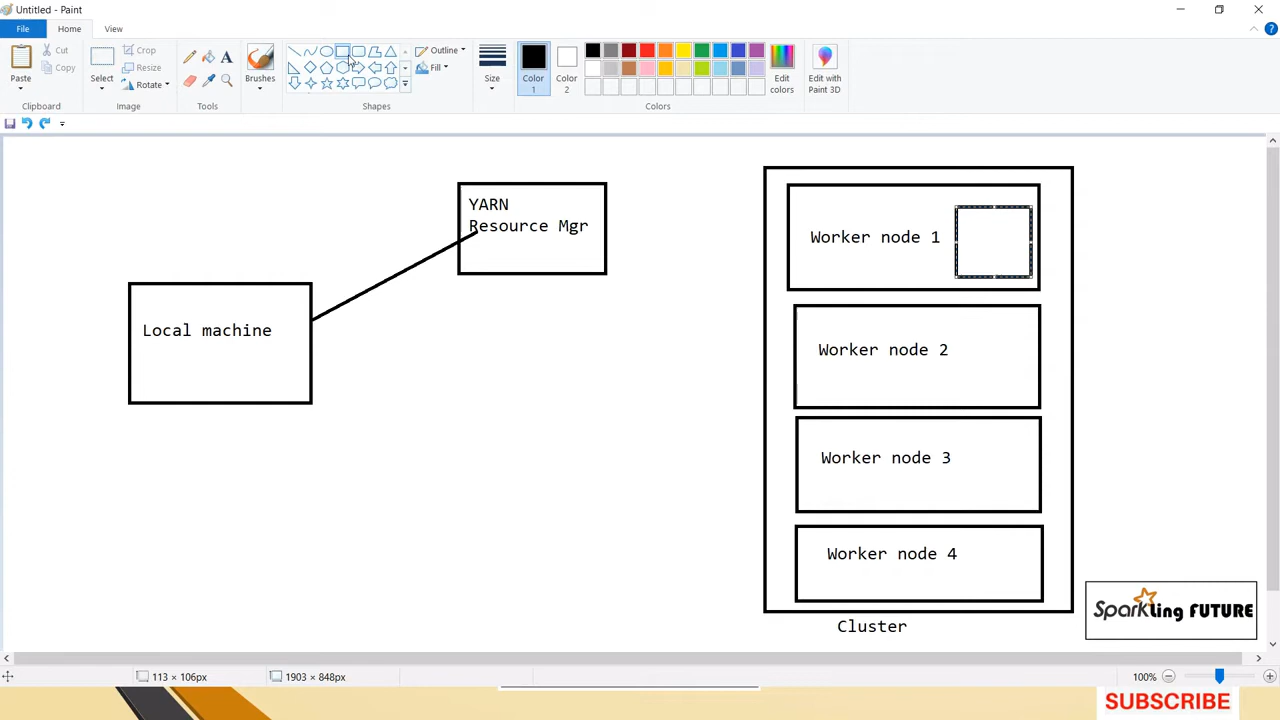 Untitled - Paint
File
Home
View
Paste
Cut
Copy
Clipboard
Select
Crop
Resize
Rotate
Image
A
Tools
Brushes
Shapes
Outline
Fill
Size
Color
1
Color
2
Edit
colors
Colors
Edit with
Paint 3D
YARN
Resource Mgr
Local machine
Worker node 1
Worker node 2
Worker node 3
Worker node 4
Cluster
Sparkling FUTURE
113 × 106px
1903 × 848px
100%
SUBSCRIBE